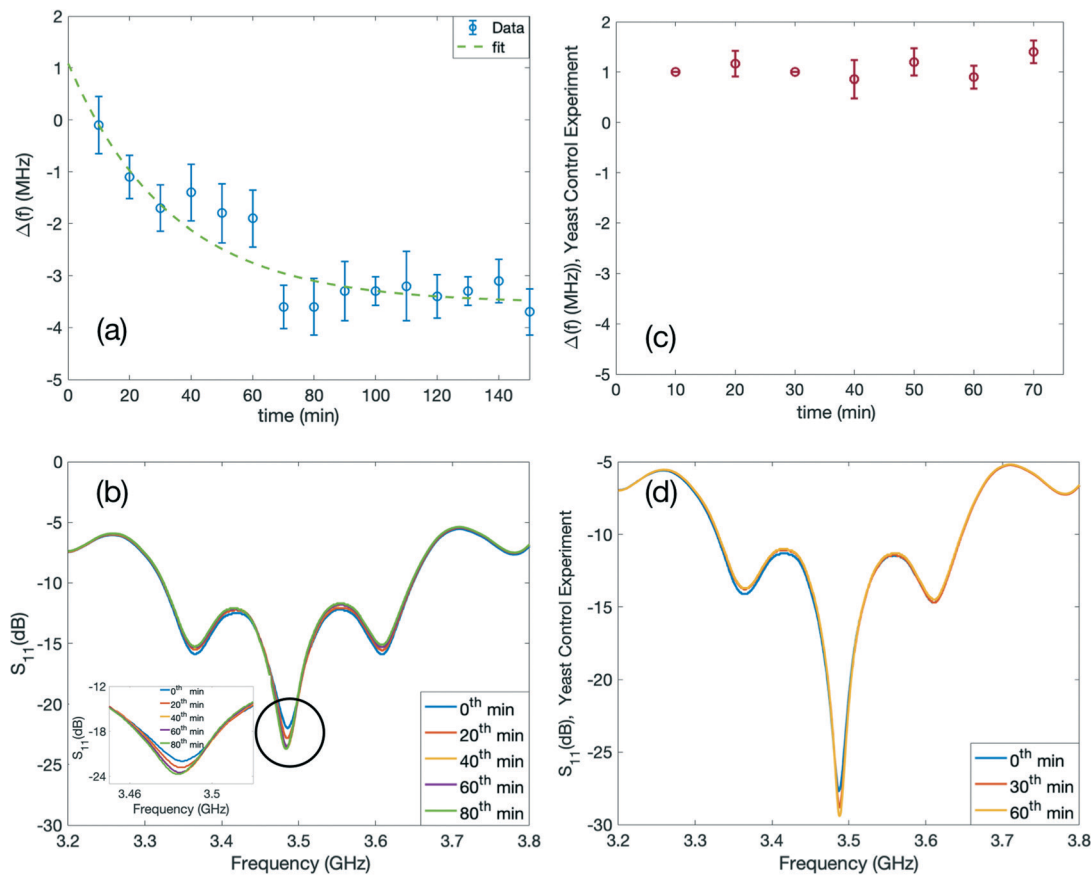 2
1
0
-1
-2
-3
-4
-5
Δ(f) (MHz)
Data
fit
(a)
0 20 40 60 80 100 120 140
time (min)
2
1
0
-1
-2
-3
-4
-5
Δ(f) (MHz)), Yeast Control Experiment
(c)
0 10 20 30 40 50 60 70
time (min)
0
-5
-10
-15
-20
-25
-30
S11(dB)
(b)
-12
-18
-24
S11(dB)
0th min
20th min
40th min
60th min
80th min
3.46 3.5
Frequency (GHz)
0th min
20th min
40th min
60th min
80th min
3.2 3.3 3.4 3.5 3.6 3.7 3.8
Frequency (GHz)
-5
-10
-15
-20
-25
-30
S11(dB), Yeast Control Experiment
(d)
0th min
30th min
60th min
3.2 3.3 3.4 3.5 3.6 3.7 3.8
Frequency (GHz)